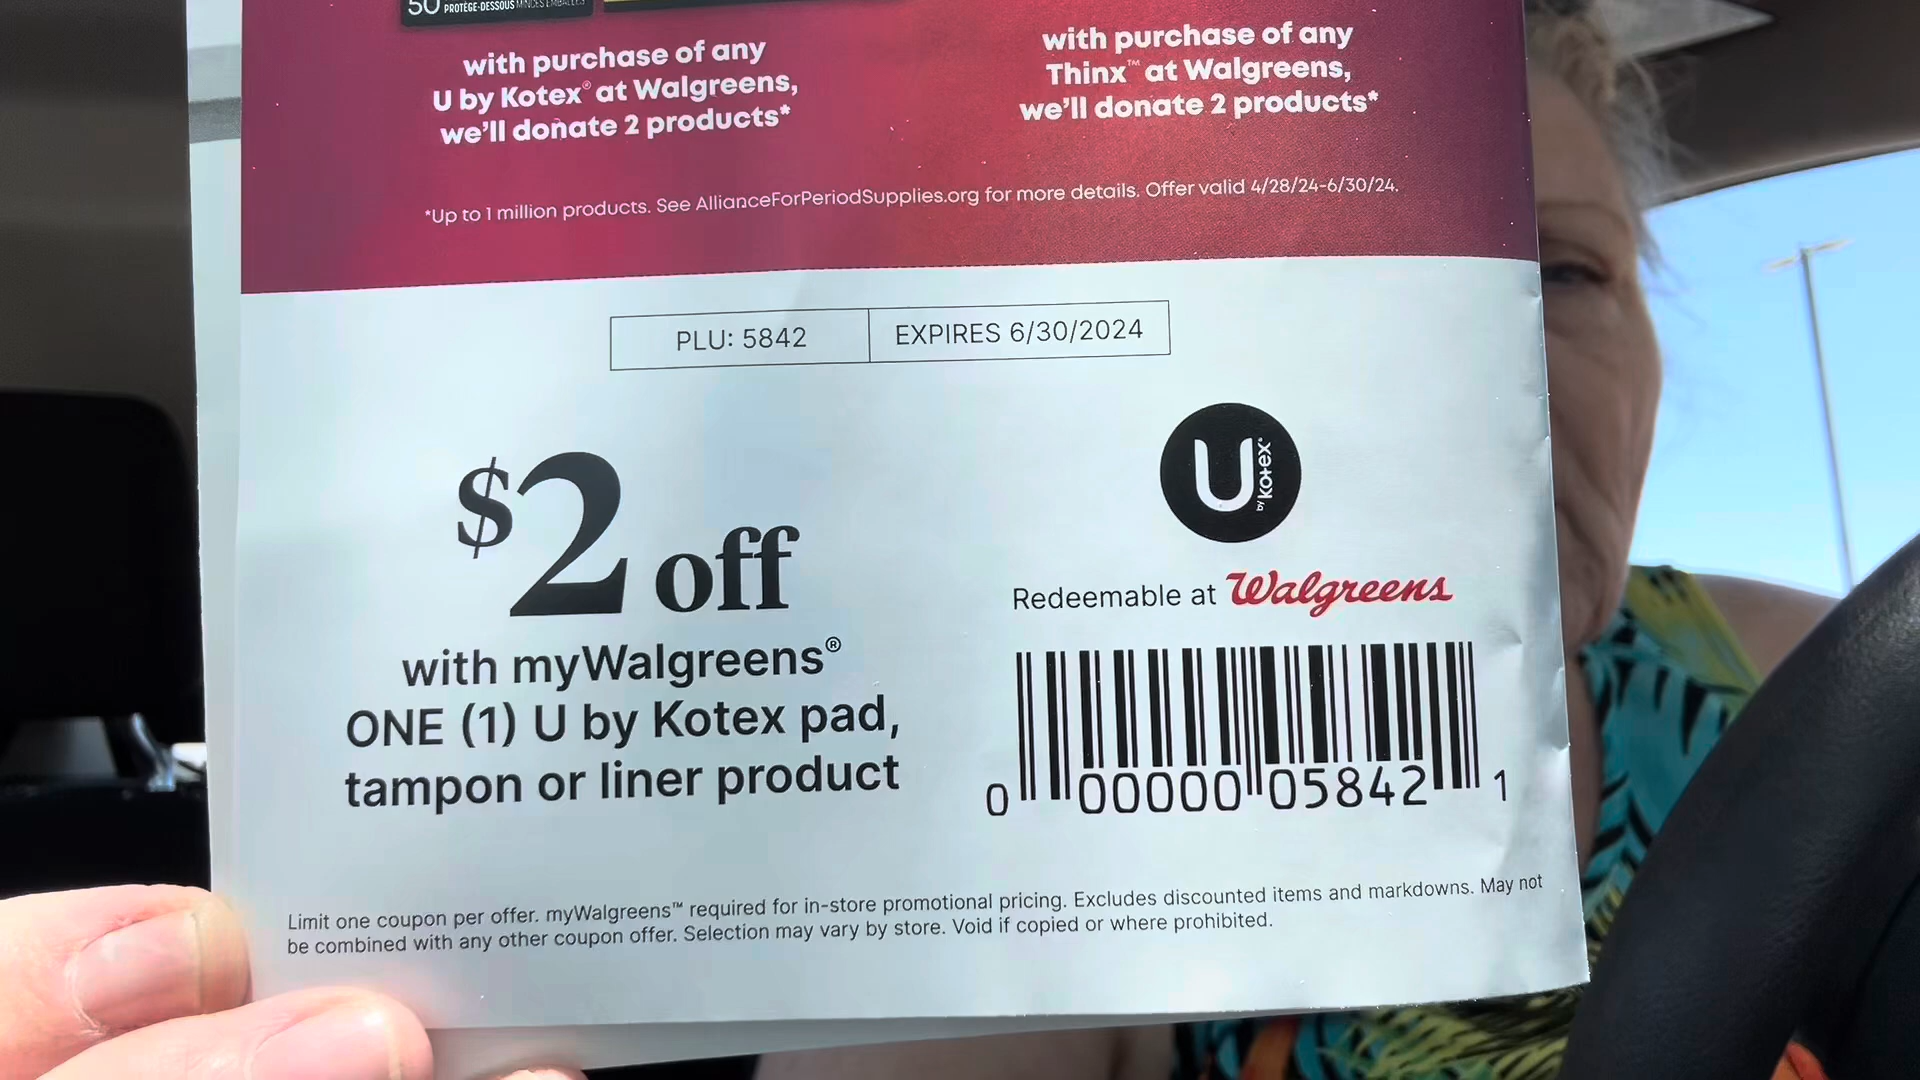 50 PROTÈGE-DESSOUS MINCES EMBALLÉS
with purchase of any
U by Kotex® at Walgreens,
we'll donate 2 products*
with purchase of any
Thinx™ at Walgreens,
we'll donate 2 products*
*Up to 1 million products. See AllianceForPeriodSupplies.org for more details. Offer valid 4/28/24-6/30/24.
PLU: 5842 EXPIRES 6/30/2024
$2 off
with myWalgreens®
ONE (1) U by Kotex pad,
tampon or liner product
U by Kotex®
Redeemable at Walgreens
0 00000 05842 1
Limit one coupon per offer. myWalgreens™ required for in-store promotional pricing. Excludes discounted items and markdowns. May not
be combined with any other coupon offer. Selection may vary by store. Void if copied or where prohibited.